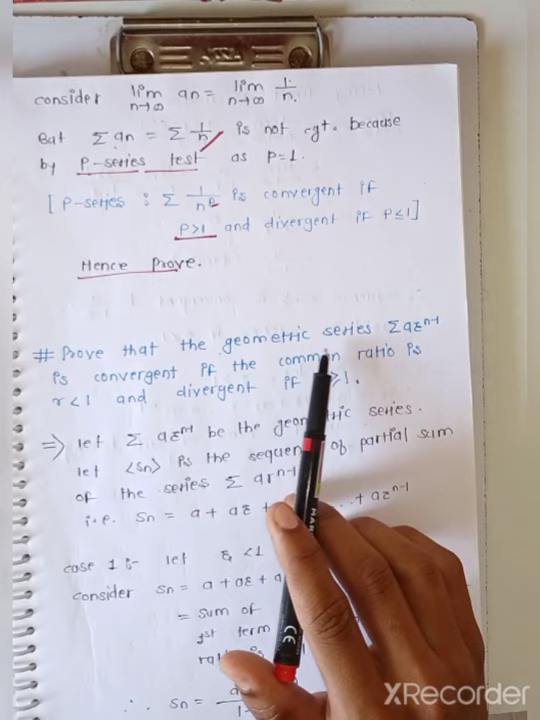 consider lim n→∞ an = lim n→∞ 1/n.
But Σ an = Σ 1/n is not cgt. because
by P-series test as P=1.
[P-series : Σ 1/n^p is convergent if
P>1 and divergent if P≤1]
Hence Prove.
# Prove that the geometric series Σ ar^n-1
is convergent if the common ratio is
r<1 and divergent if ≥1.
⇒ let Σ ar^n-1 be the geometric series.
let <Sn> is the sequen of partial sum
of the series Σ ar^n-1
i.e. Sn = a + ar + ...+ ar^n-1
case 1 :- let r <1
consider Sn = a + ar + a
= sum of
1st term
∴ Sn =
XRecorder